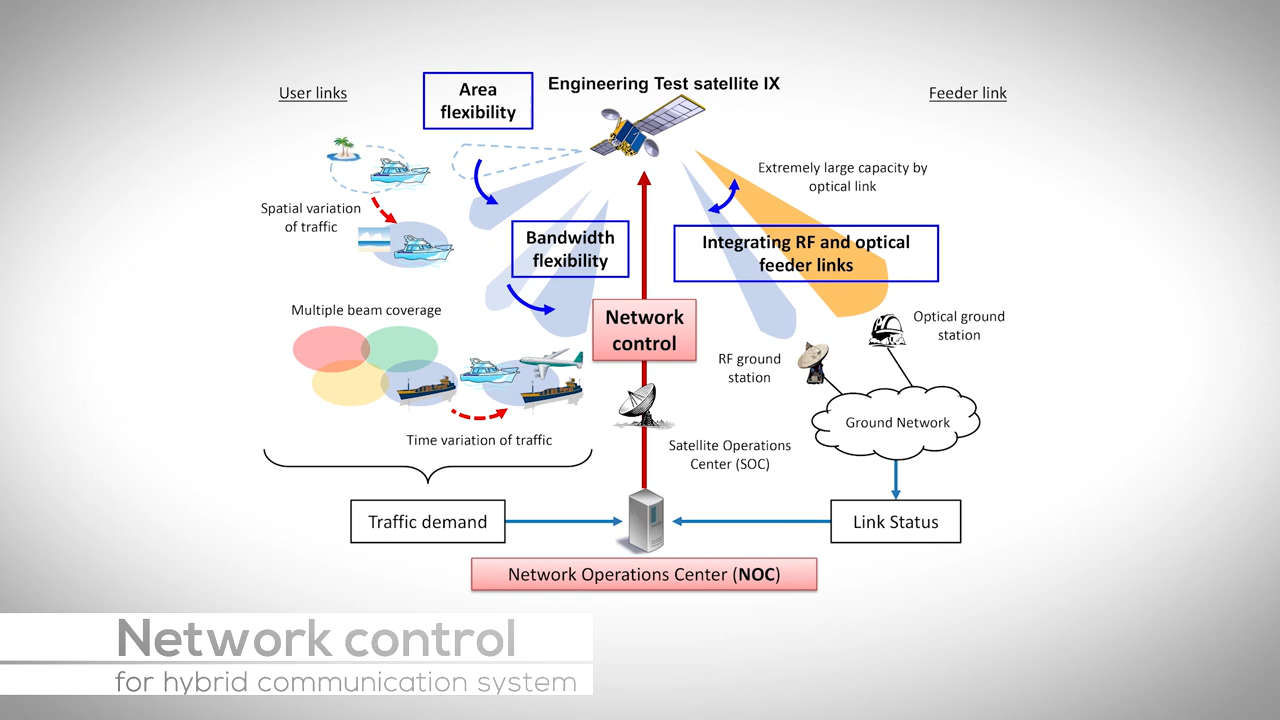 Engineering Test satellite IX
User links
Area
flexibility
Feeder link
Extremely large capacity by
optical link
Spatial variation
of traffic
Bandwidth
flexibility
Integrating RF and optical
feeder links
Multiple beam coverage
Network
control
Optical ground
station
RF ground
station
Ground Network
Time variation of traffic
Satellite Operations
Center (SOC)
Traffic demand
Link Status
Network Operations Center (NOC)
Network control
for hybrid communication system